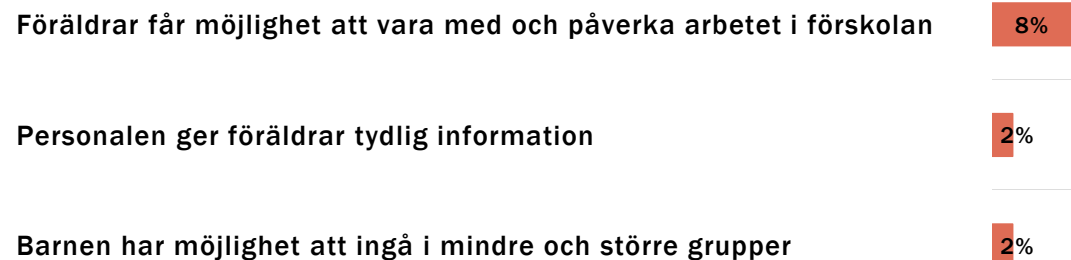 Föräldrar får möjlighet att vara med och påverka arbetet i förskolan 8%
Personalen ger föräldrar tydlig information 2%
Barnen har möjlighet att ingå i mindre och större grupper 2%